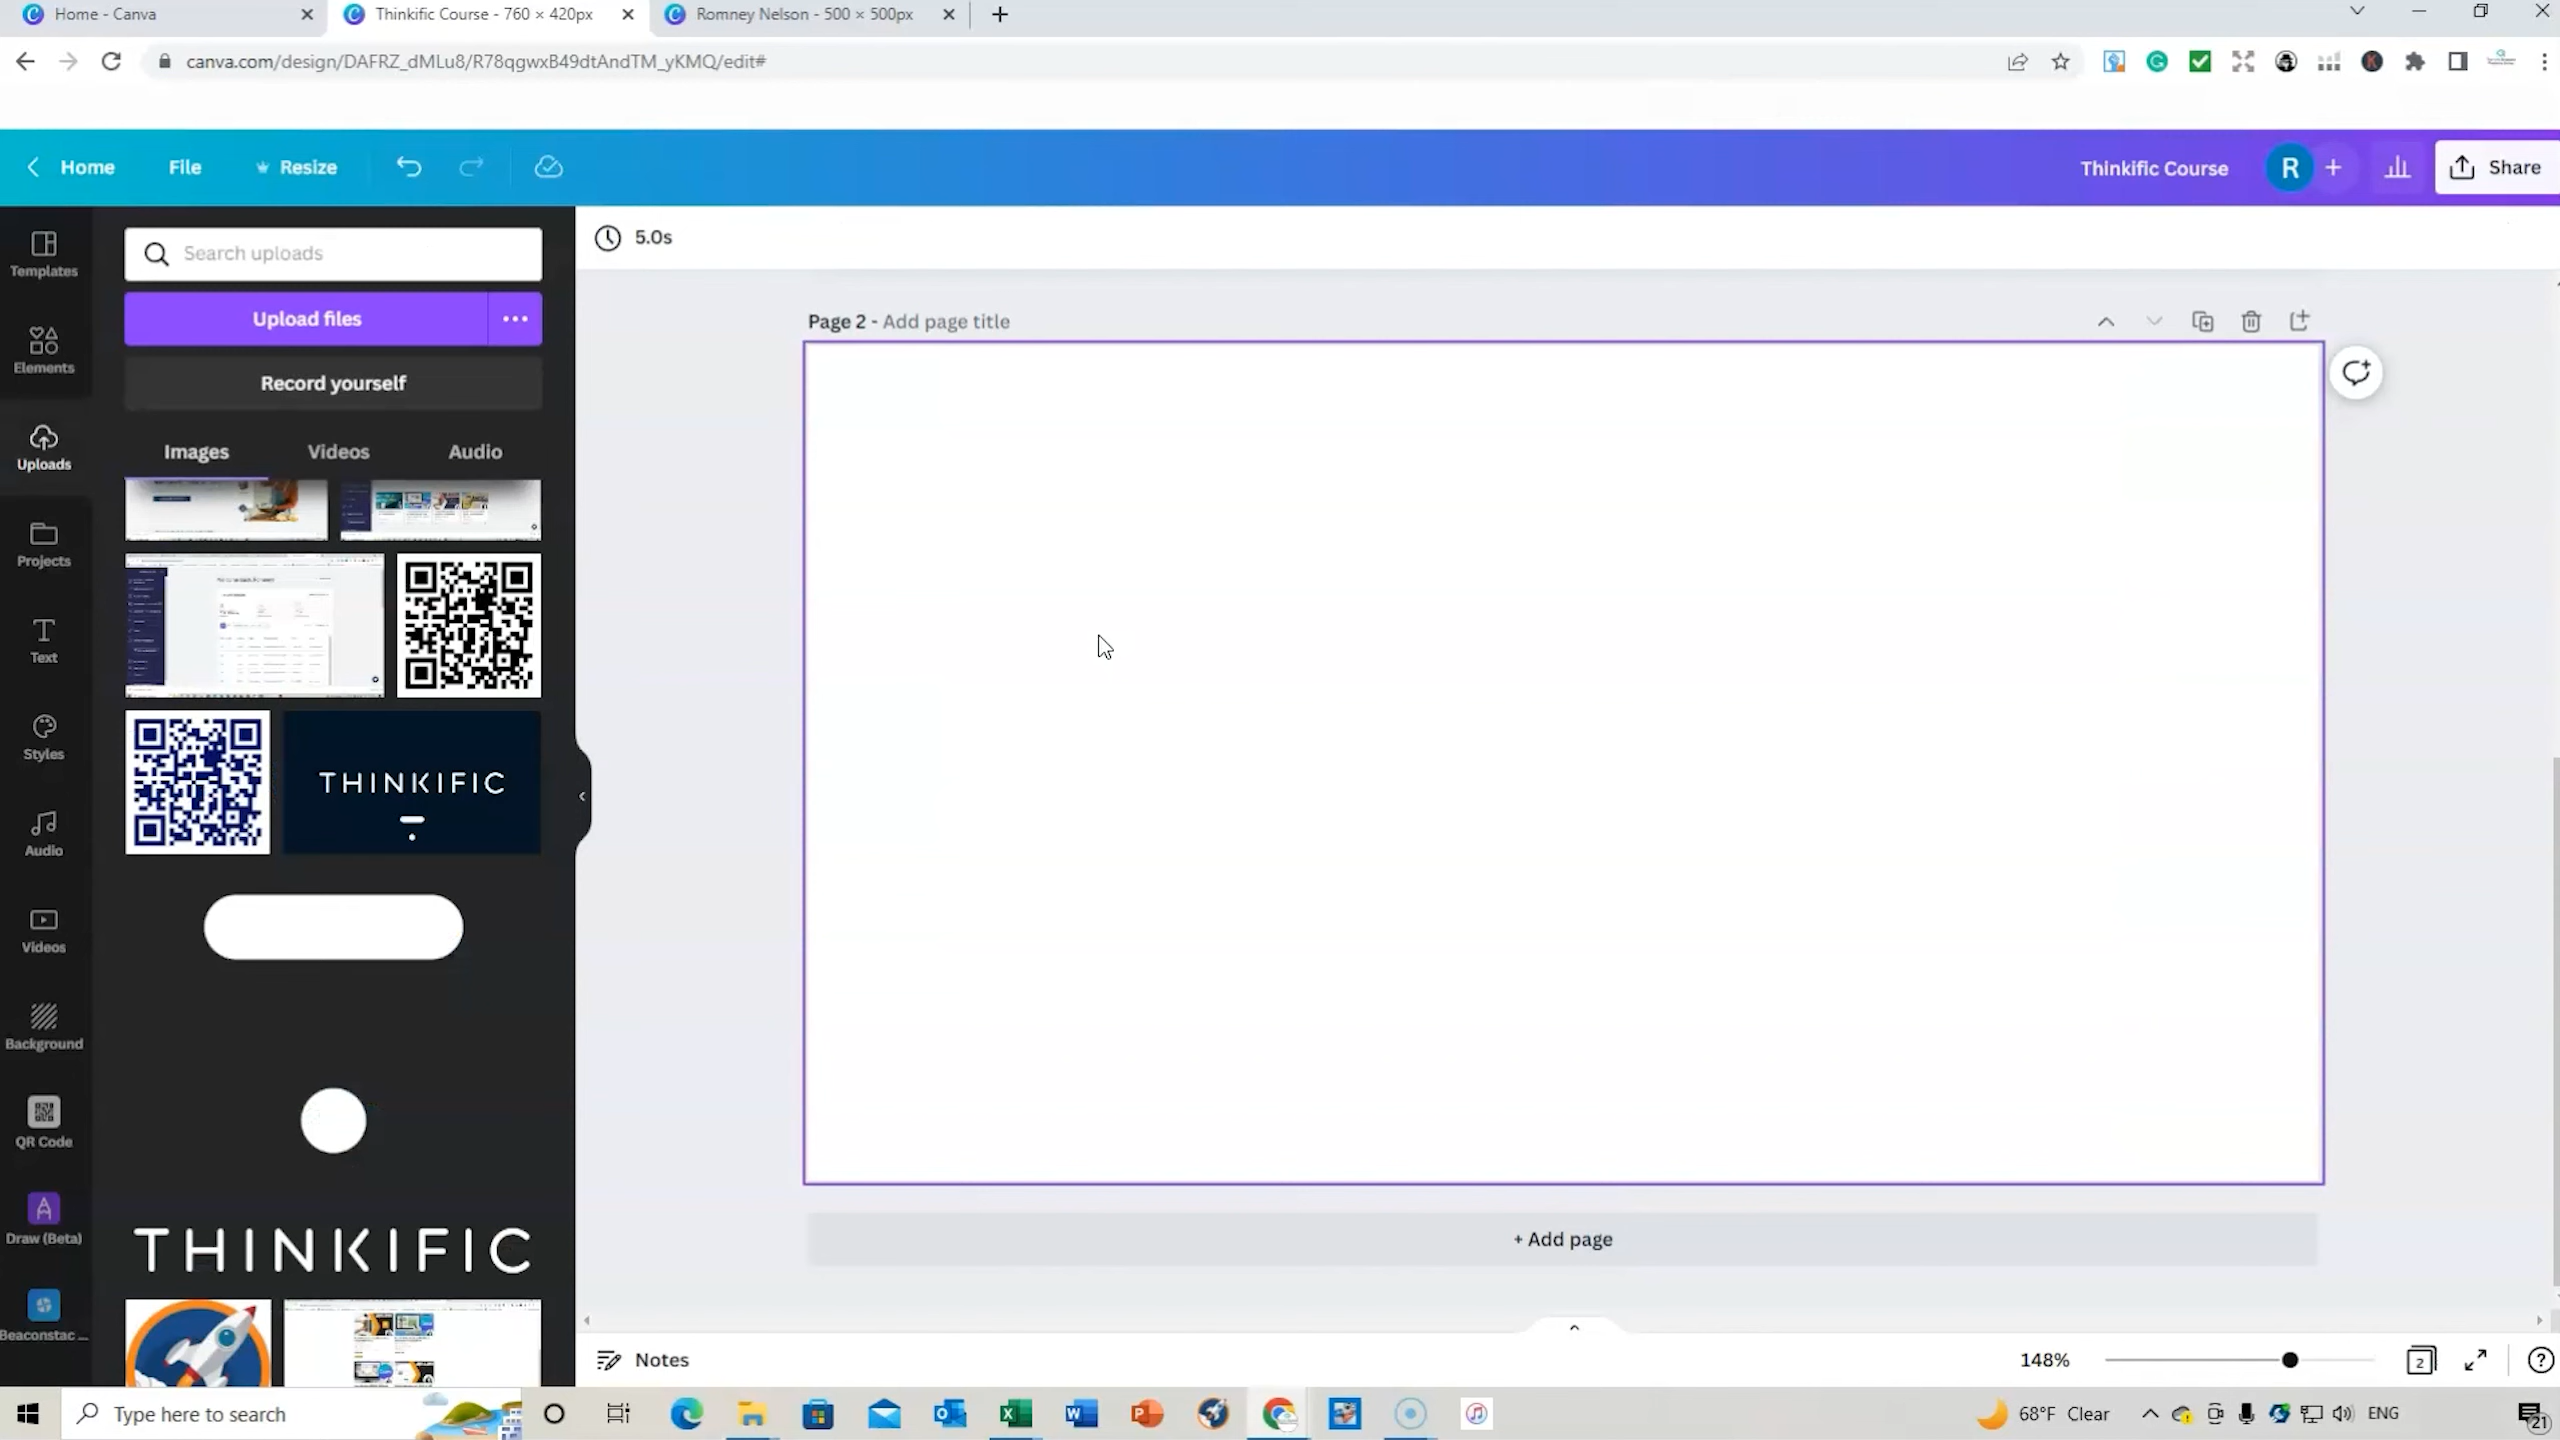 Home - Canva
Thinkific Course - 760 × 420px
Romney Nelson - 500 × 500px
canva.com/design/DAFRZ_dMLu8/R78qgwxB49dtAndTM_yKMQ/edit#
Home
File
Resize
Thinkific Course
R
Share
Templates
Elements
Uploads
Projects
Text
Styles
Audio
Videos
Background
QR Code
Draw (Beta)
Beaconstac ...
Search uploads
Upload files
Record yourself
Images
Videos
Audio
THINKIFIC
THINKIFIC
5.0s
Page 2 - Add page title
+ Add page
Notes
148%
2
Type here to search
68°F Clear
ENG
21